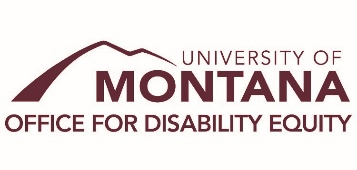 UNIVERSITY OF
MONTANA
OFFICE FOR DISABILITY EQUITY